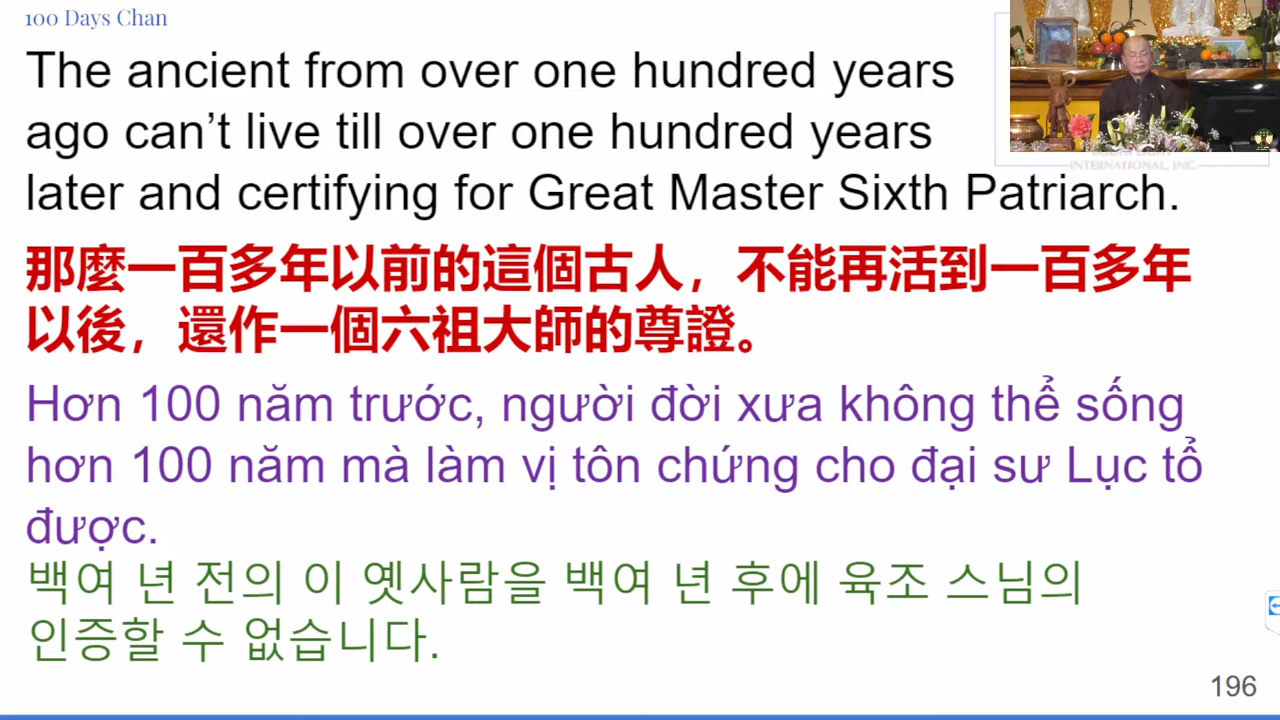 100 Days Chan
The ancient from over one hundred years
ago can’t live till over one hundred years
later and certifying for Great Master Sixth Patriarch.
INTERNATIONAL, INC.
那麼一百多年以前的這個古人，不能再活到一百多年
以後，還作一個六祖大師的尊證。
Hơn 100 năm trước, người đời xưa không thể sống
hơn 100 năm mà làm vị tôn chứng cho đại sư Lục tổ
được.
백여 년 전의 이 옛사람을 백여 년 후에 육조 스님의
인증할 수 없습니다.
196